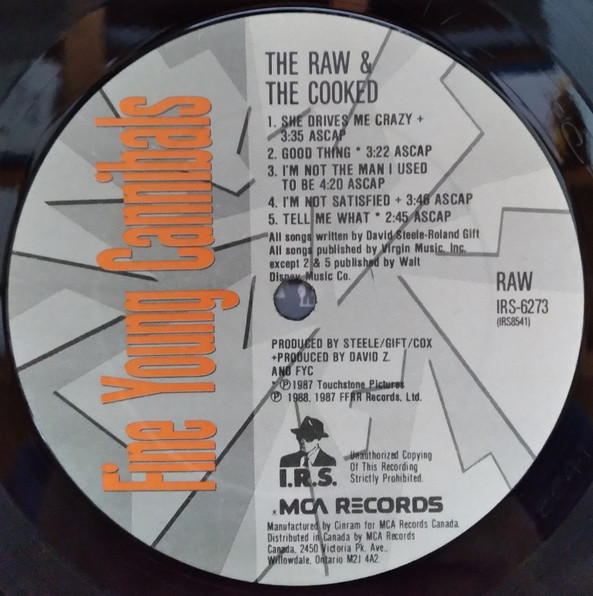 Fine Young Cannibals
THE RAW &
THE COOKED
1. SHE DRIVES ME CRAZY +
3:35 ASCAP
2. GOOD THING * 3:22 ASCAP
3. I'M NOT THE MAN I USED
TO BE 4:20 ASCAP
4. I'M NOT SATISFIED + 3:46 ASCAP
5. TELL ME WHAT * 2:45 ASCAP
All songs written by David Steele-Roland Gift
All songs published by Virgin Music, Inc.
except 2 & 5 published by Walt
Disney Music Co.
RAW
IRS-6273
(IRS8541)
PRODUCED BY STEELE/GIFT/COX
+PRODUCED BY DAVID Z.
AND FYC
* ℗1987 Touchstone Pictures
℗ 1988, 1987 FFRR Records, Ltd.
I.R.S.
Unauthorized Copying
Of This Recording
Strictly Prohibited.
.MCA RECORDS
Manufactured by Cinram for MCA Records Canada.
Distributed in Canada by MCA Records
Canada, 2450 Victoria Pk. Ave.,
Willowdale, Ontario M2J 4A2.